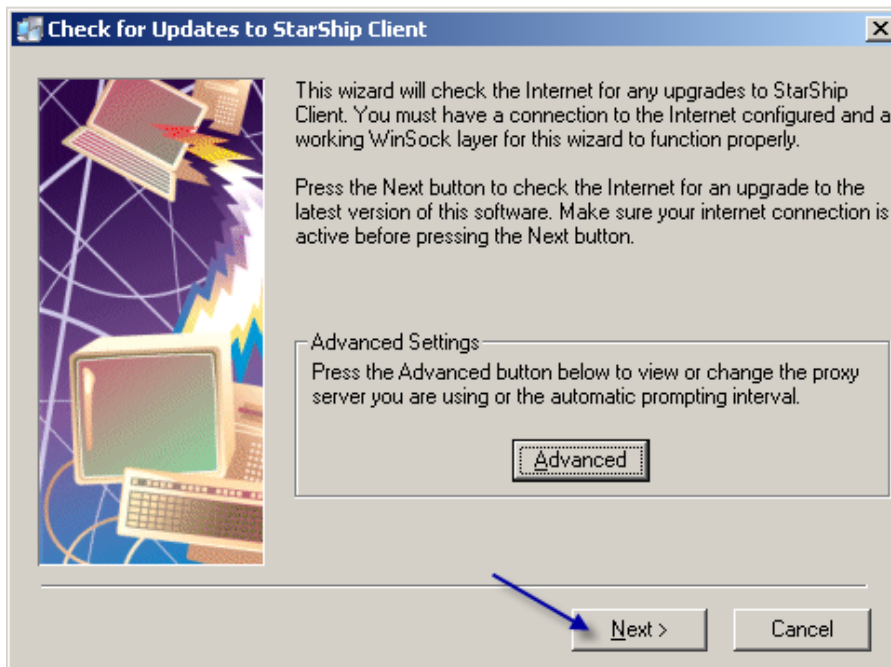 Check for Updates to StarShip Client
This wizard will check the Internet for any upgrades to StarShip
Client. You must have a connection to the Internet configured and a
working WinSock layer for this wizard to function properly.
Press the Next button to check the Internet for an upgrade to the
latest version of this software. Make sure your internet connection is
active before pressing the Next button.
Advanced Settings
Press the Advanced button below to view or change the proxy
server you are using or the automatic prompting interval.
Advanced
Next >
Cancel